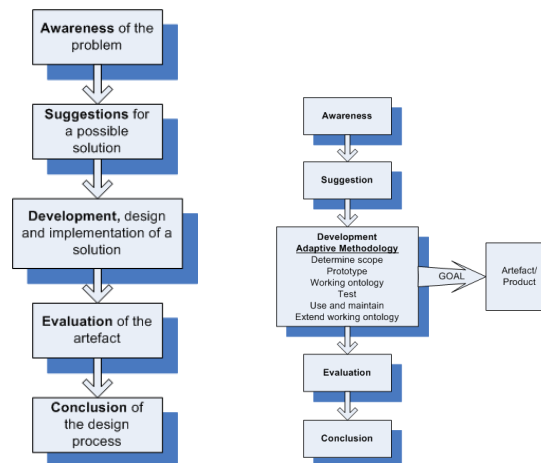 Awareness of the
problem
Suggestions for
a possible
solution
Development, design
and implementation of a
solution
Evaluation of the
artefact
Conclusion of
the design
process
Awareness
Suggestion
Development
Adaptive Methodology
Determine scope
Prototype
Working ontology
Test
Use and maintain
Extend working ontology
GOAL
Artefact/
Product
Evaluation
Conclusion